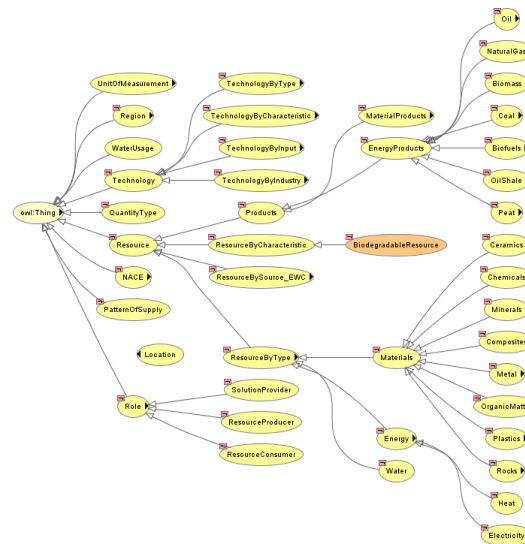 Oil
NaturalGas
UnitOfMeasurement
TechnologyByType
Biomass
Region
TechnologyByCharacteristic
MaterialProducts
Coal
WaterUsage
TechnologyByInput
EnergyProducts
Biofuels
Technology
TechnologyByIndustry
OilShale
owl:Thing
QuantityType
Products
Peat
Resource
ResourceByCharacteristic
BiodegradableResource
Ceramics
NACE
ResourceBySource_EWC
Chemicals
PatternOfSupply
Minerals
Location
ResourceByType
Materials
Composites
Metal
SolutionProvider
Role
OrganicMatt
ResourceProducer
Energy
Plastics
ResourceConsumer
Water
Rocks
Heat
Electricity